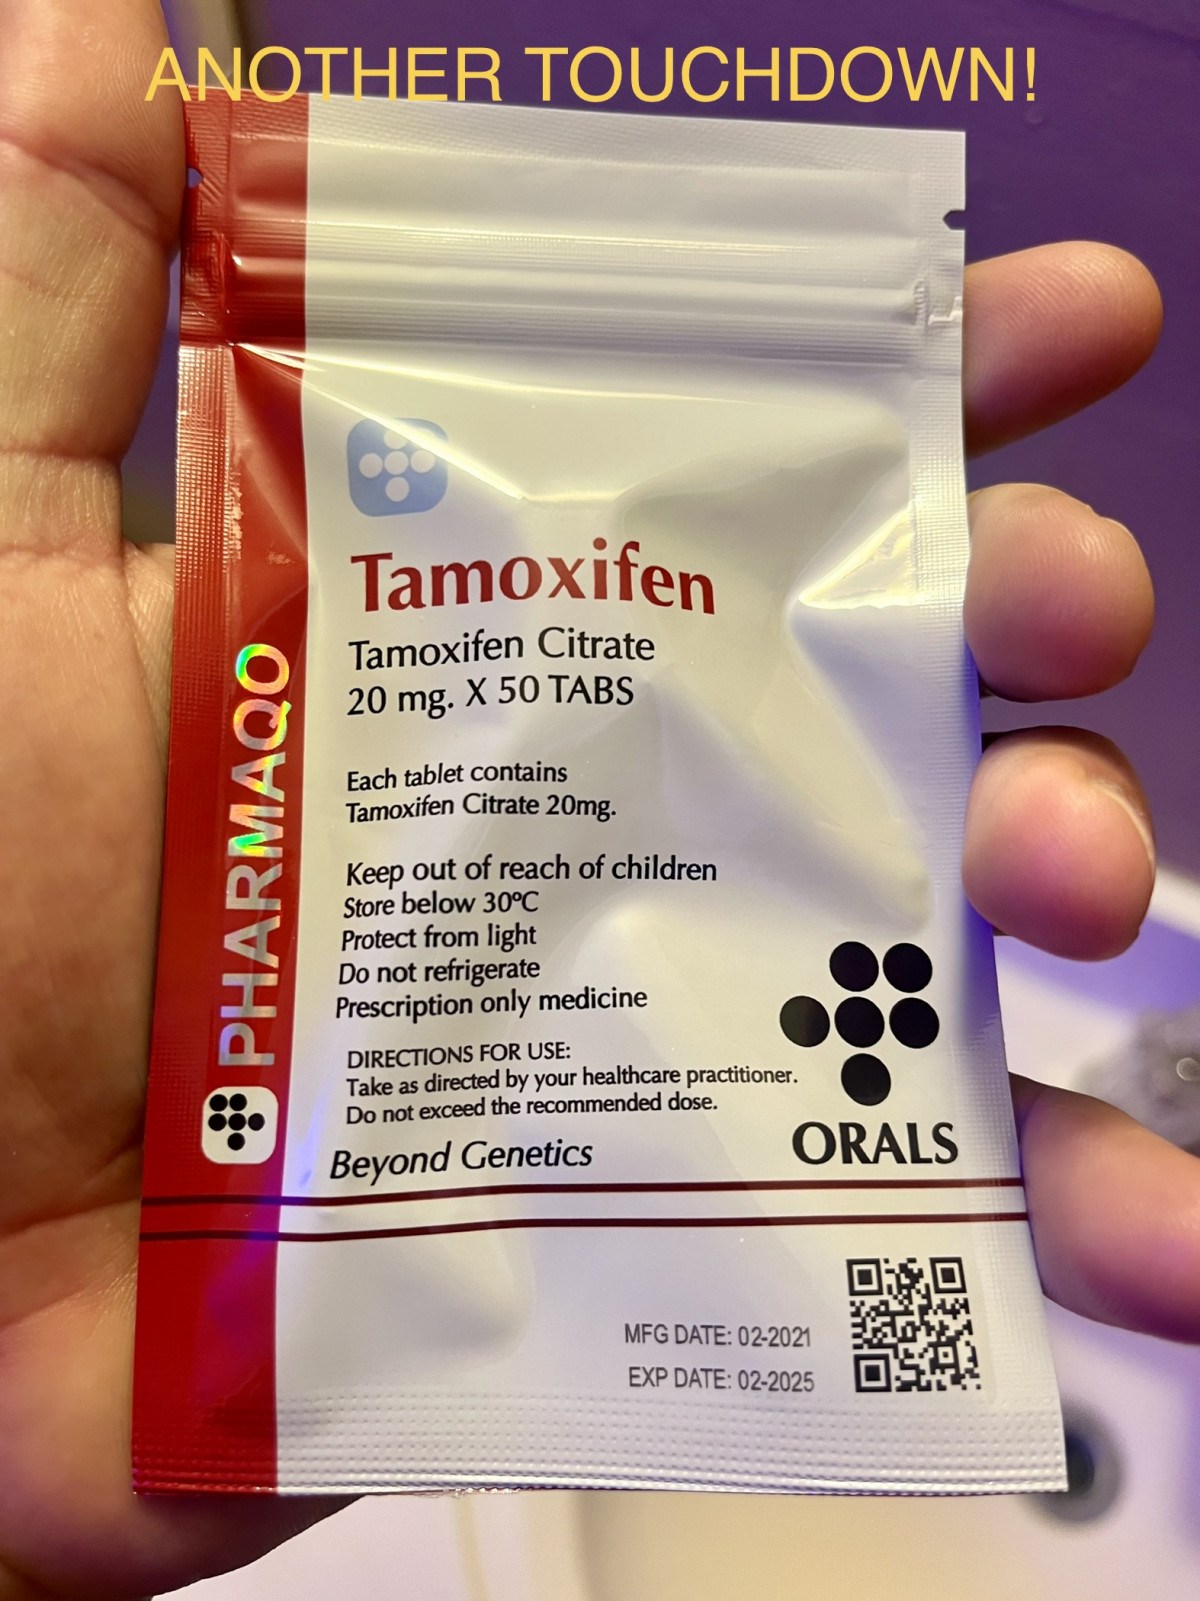 ANOTHER TOUCHDOWN!
PHARMAQO
Tamoxifen
Tamoxifen Citrate
20 mg. X 50 TABS
Each tablet contains
Tamoxifen Citrate 20mg.
Keep out of reach of children
Store below 30ºC
Protect from light
Do not refrigerate
Prescription only medicine
DIRECTIONS FOR USE:
Take as directed by your healthcare practitioner.
Do not exceed the recommended dose.
Beyond Genetics
ORALS
MFG DATE: 02-2021
EXP DATE: 02-2025